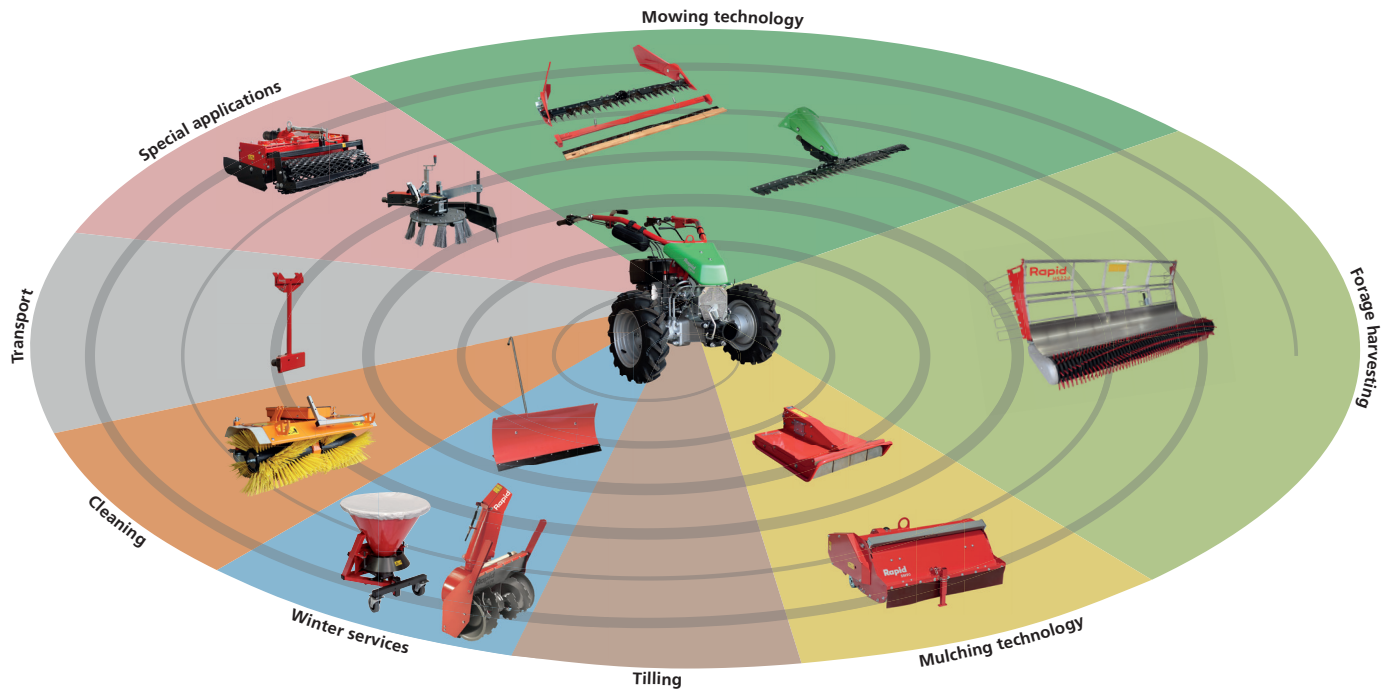 Mowing technology
Special applications
Transport
Forage harvesting
Rapid
Cleaning
Rapid
Winter services
Rapid
Tilling
Mulching technology